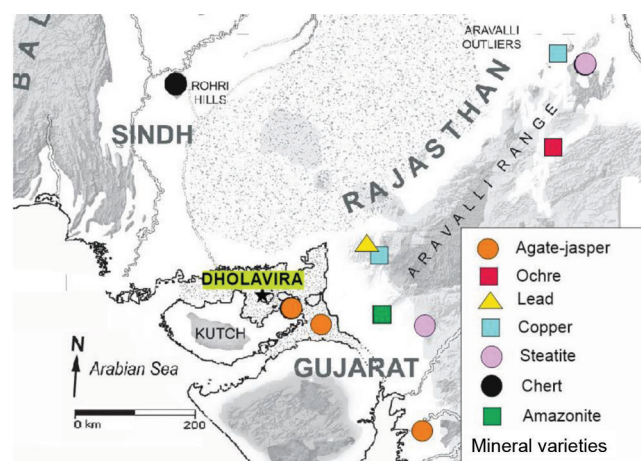 ARAVALLI
OUTLIERS
BAL
ROHRI
HILLS
SINDH
RAJASTHAN
ARAVALLI RANGE
DHOLAVIRA
KUTCH
N
Arabian Sea
GUJARAT
0 km 200
Agate-jasper
Ochre
Lead
Copper
Steatite
Chert
Amazonite
Mineral varieties